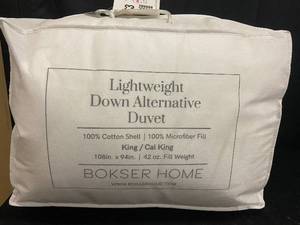 Lightweight
Down Alternative
Duvet
100% Cotton Shell | 100% Microfiber Fill
King / Cal King
106in. x 94in. | 42 oz. Fill Weight
BOKSER HOME